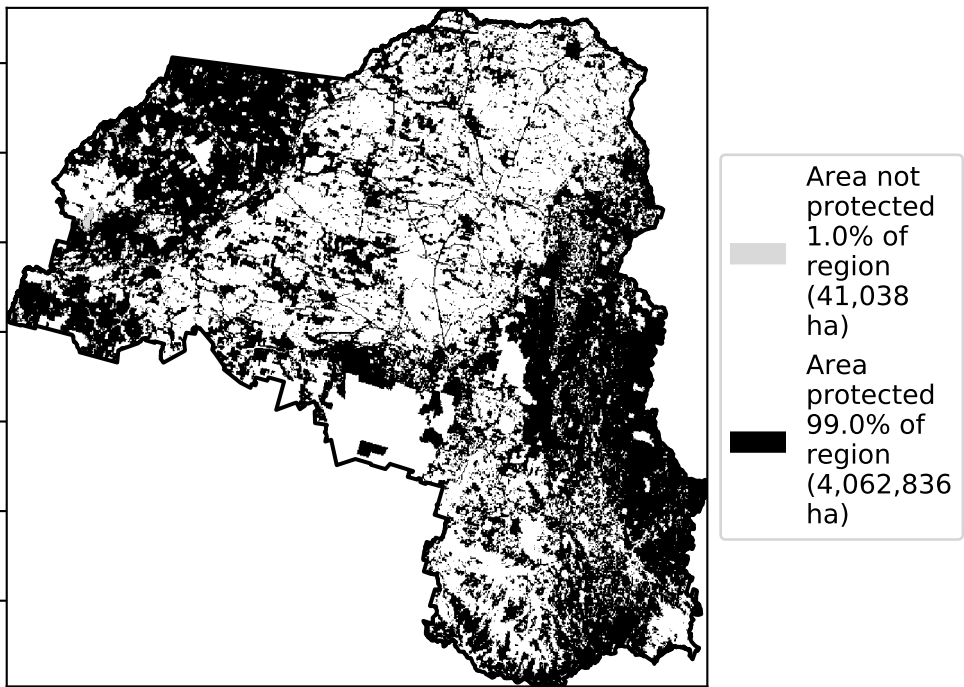 Area not
protected
1.0% of
region
(41,038
ha)
Area
protected
99.0% of
region
(4,062,836
ha)